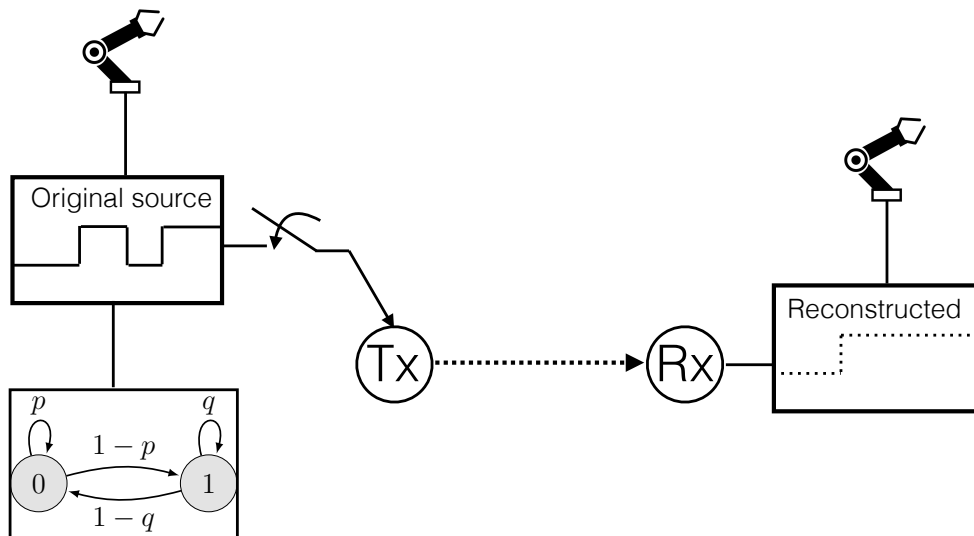 Original source
Reconstructed
Tx
Rx
p
q
1 − p
0
1
1 − q